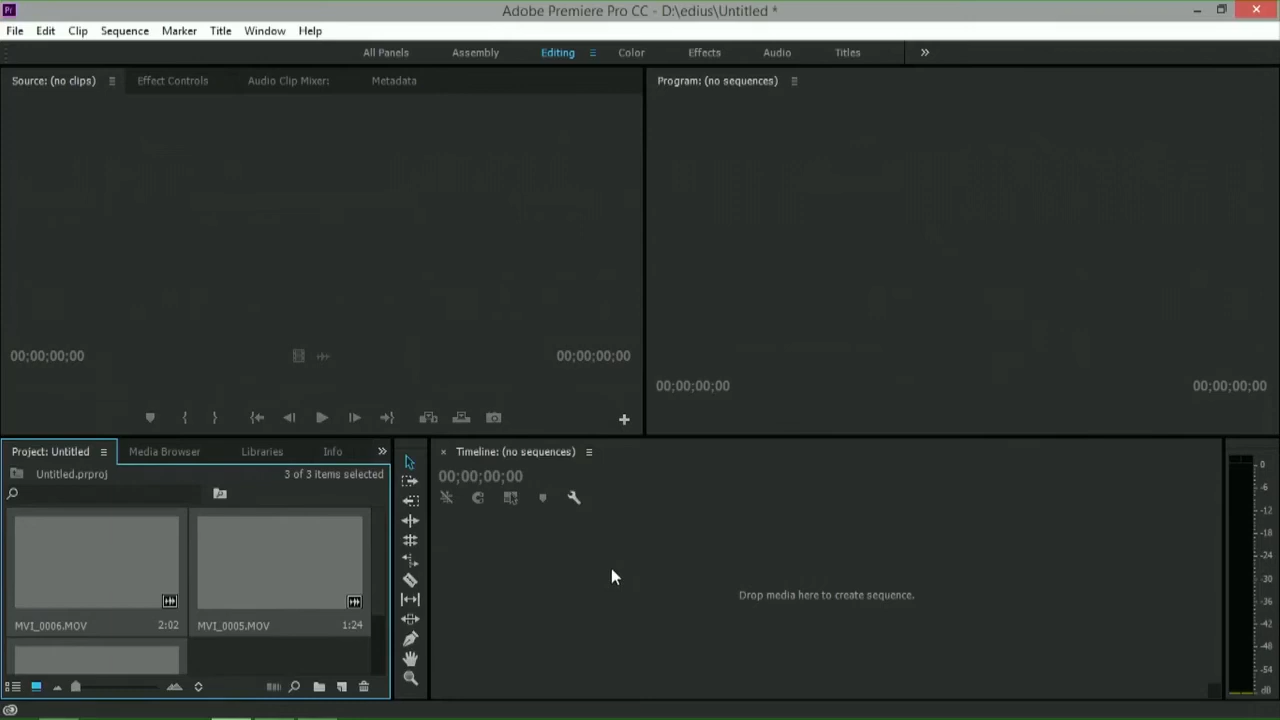 Pr
Adobe Premiere Pro CC - D:\edius\Untitled *
File Edit Clip Sequence Marker Title Window Help
All Panels Assembly Editing Color Effects Audio Titles
Source: (no clips) Effect Controls Audio Clip Mixer: Metadata
Program: (no sequences)
00;00;00;00 00;00;00;00
00;00;00;00 00;00;00;00
Project: Untitled Media Browser Libraries Info
Untitled.prproj 3 of 3 items selected
MVI_0006.MOV 2:02 MVI_0005.MOV 1:24
Timeline: (no sequences)
00;00;00;00
Drop media here to create sequence.
0
-6
-12
-18
-24
-30
-36
-42
-48
-54
dB